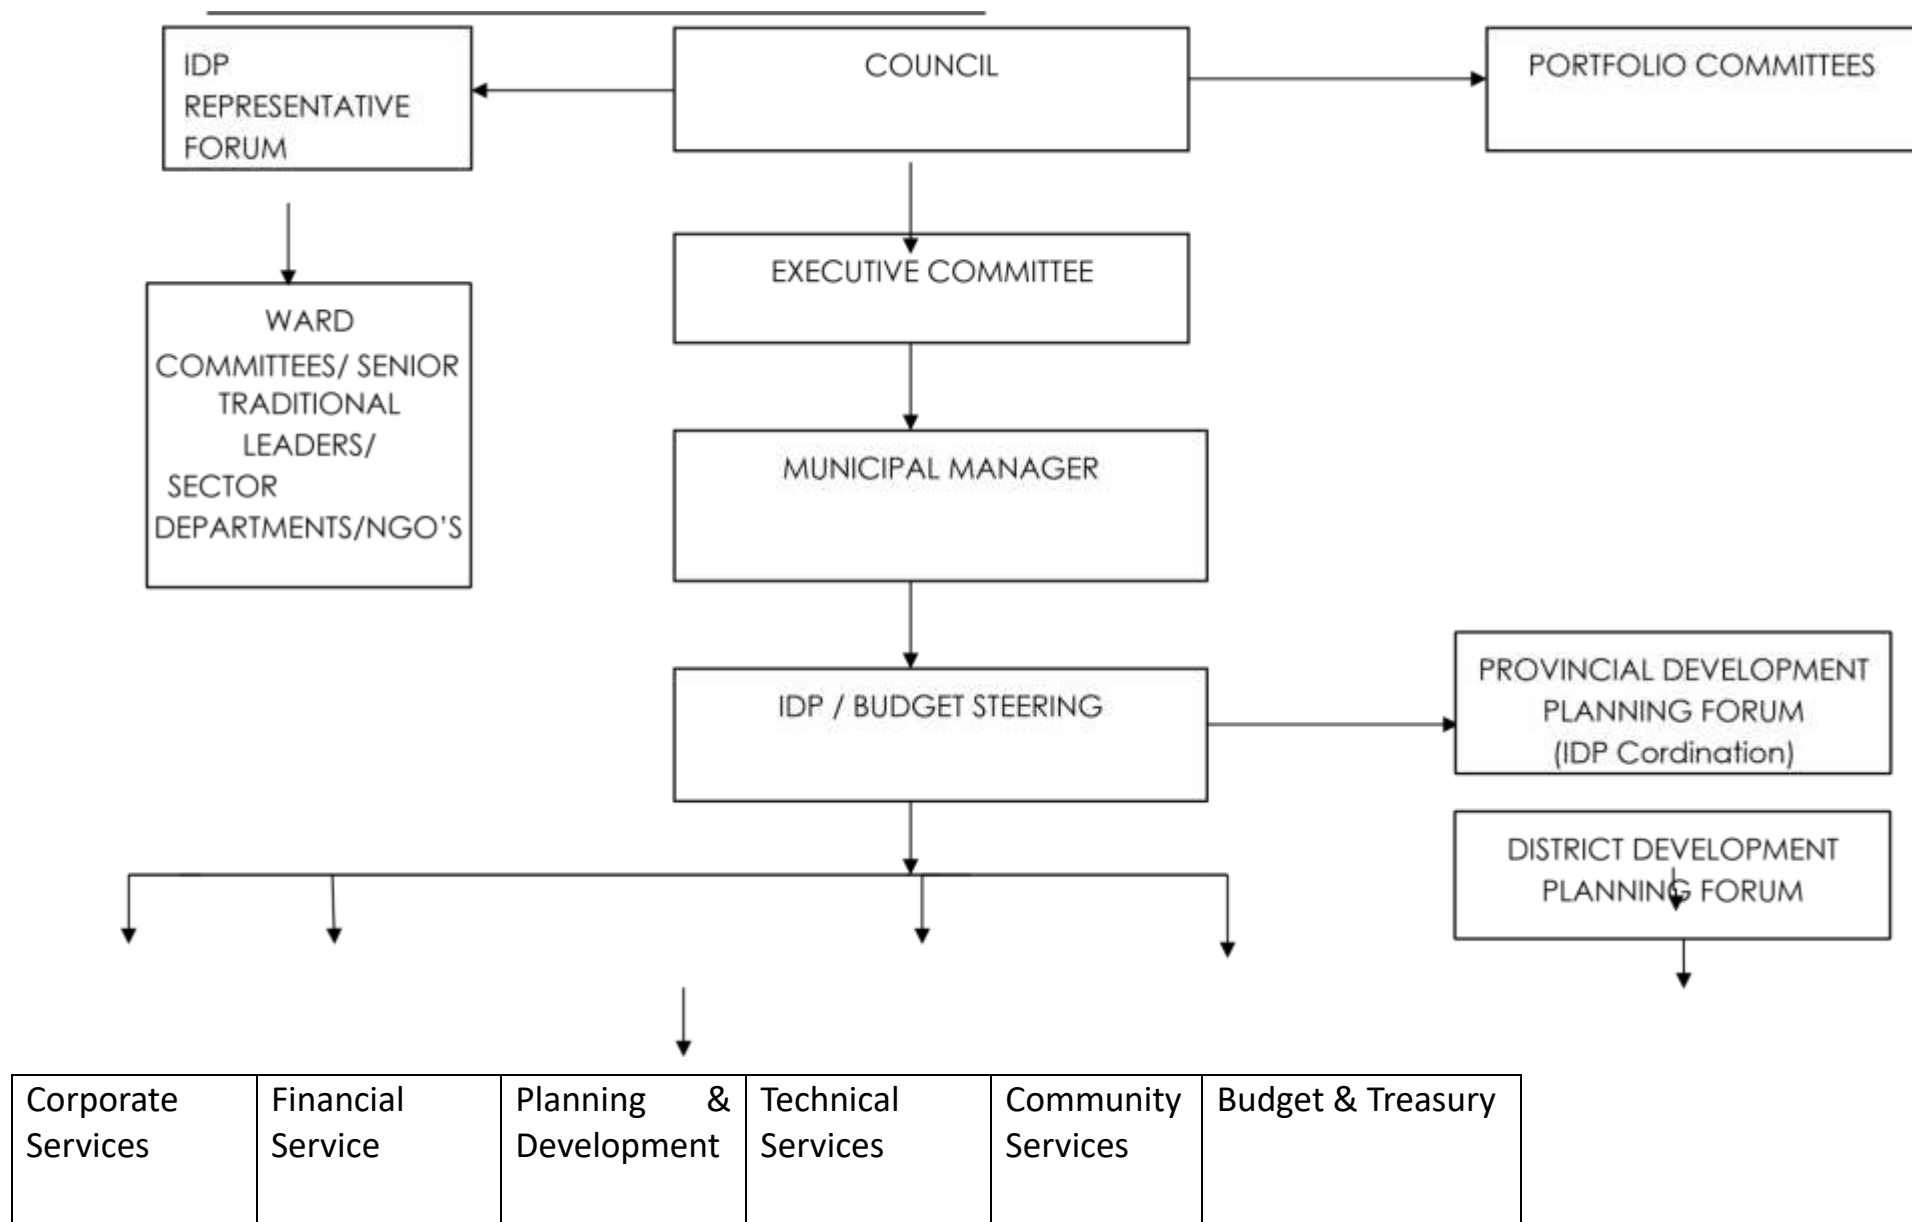 IDP
REPRESENTATIVE
FORUM
COUNCIL
PORTFOLIO COMMITTEES
EXECUTIVE COMMITTEE
WARD
COMMITTEES/ SENIOR
TRADITIONAL
LEADERS/
SECTOR
DEPARTMENTS/NGO’S
MUNICIPAL MANAGER
IDP / BUDGET STEERING
PROVINCIAL DEVELOPMENT
PLANNING FORUM
(IDP Cordination)
DISTRICT DEVELOPMENT
PLANNING FORUM
Corporate
Services
Financial
Service
Planning &
Development
Technical
Services
Community
Services
Budget & Treasury